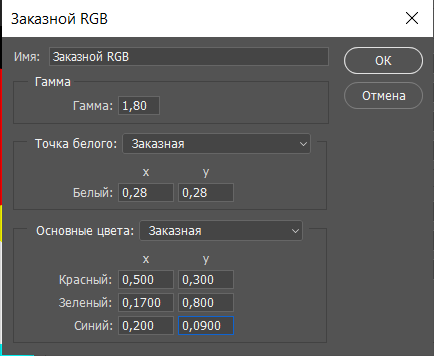 Заказной RGB
Имя: Заказной RGB
OK
Гамма
Отмена
Гамма: 1,80
Точка белого: Заказная
x y
Белый: 0,28 0,28
Основные цвета: Заказная
x y
Красный: 0,500 0,300
Зеленый: 0,1700 0,800
Синий: 0,200 0,0900